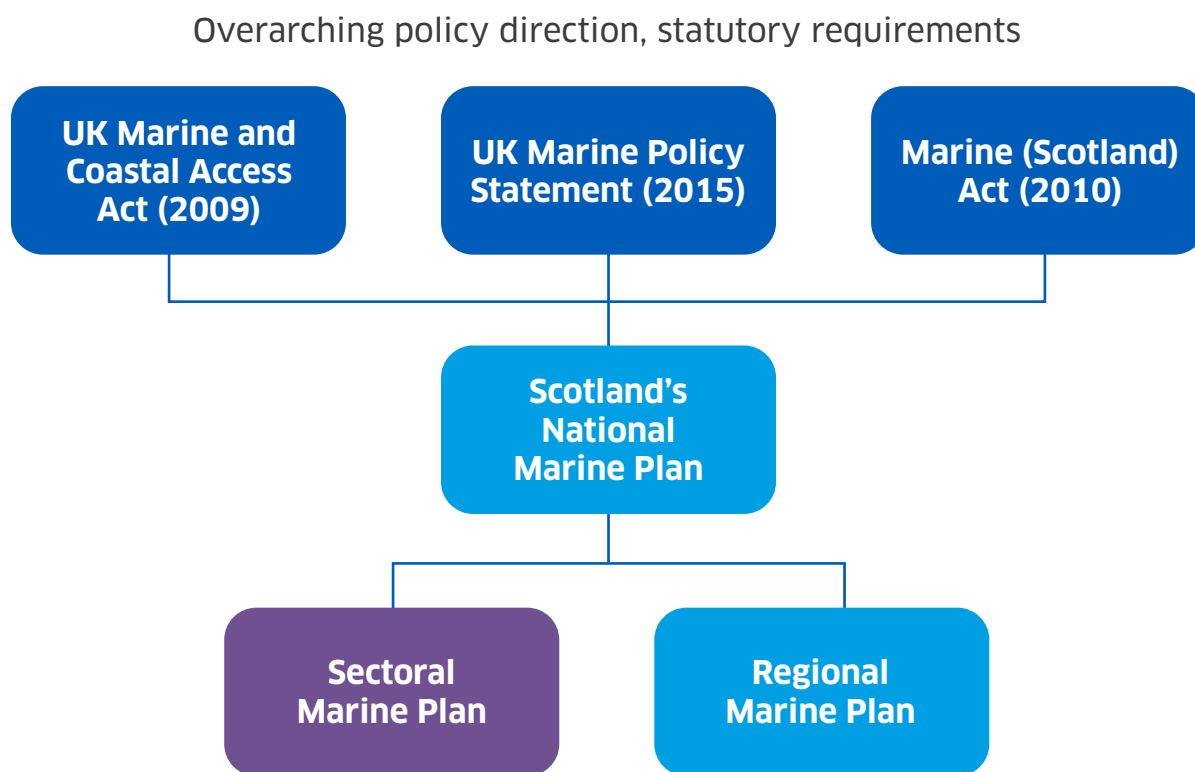 Overarching policy direction, statutory requirements
UK Marine and
Coastal Access
Act (2009)
UK Marine Policy
Statement (2015)
Marine (Scotland)
Act (2010)
Scotland’s
National
Marine Plan
Sectoral
Marine Plan
Regional
Marine Plan